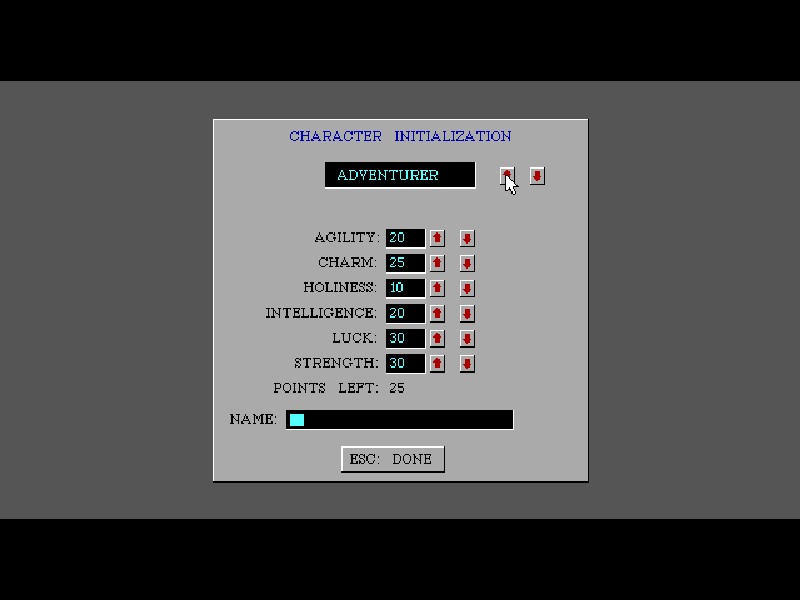 CHARACTER INITIALIZATION
ADVENTURER
AGILITY: 20
CHARM: 25
HOLINESS: 10
INTELLIGENCE: 20
LUCK: 30
STRENGTH: 30
POINTS LEFT: 25
NAME:
ESC: DONE